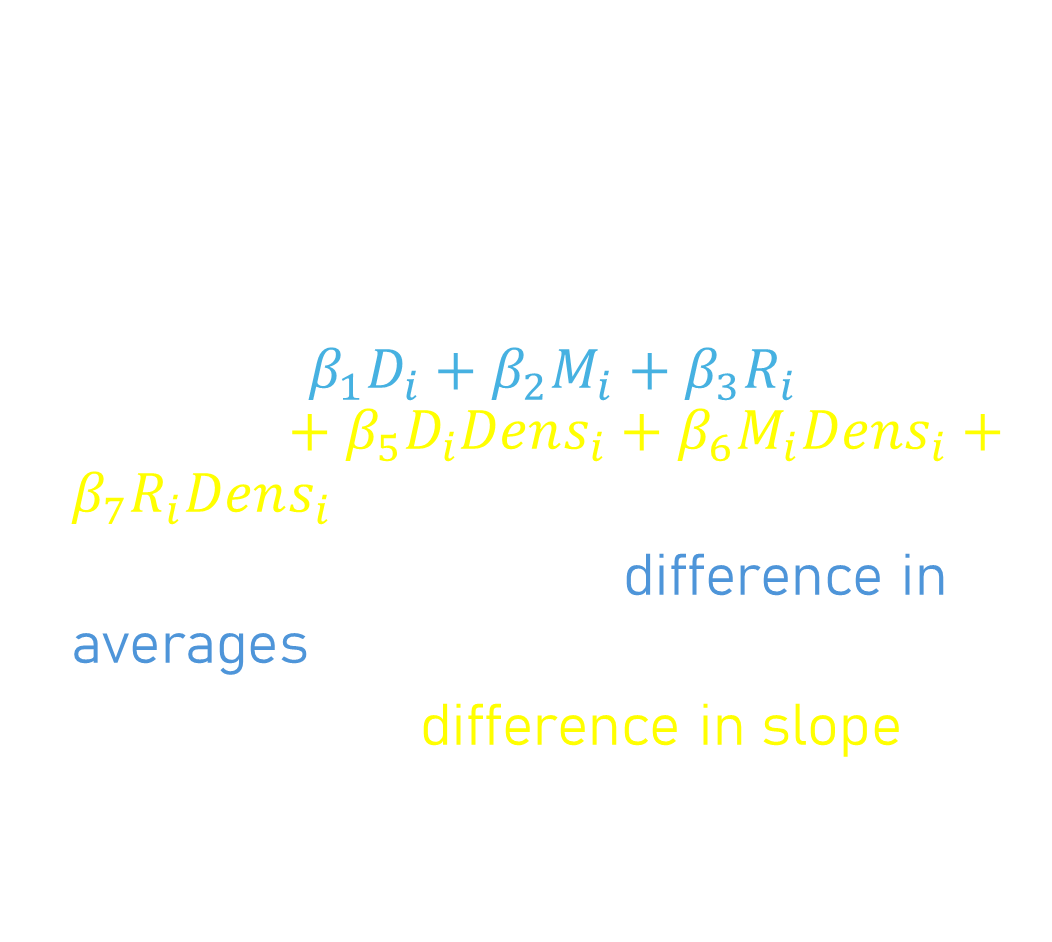 β₁Dᵢ + β₂Mᵢ + β₃Rᵢ
+ β₅DᵢDensᵢ + β₆MᵢDensᵢ +
β₇RᵢDensᵢ
difference in
averages
difference in slope